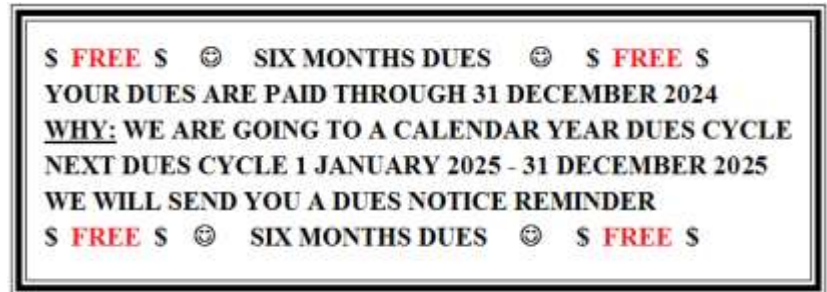 $ FREE $ ☺ SIX MONTHS DUES ☺ $ FREE $
YOUR DUES ARE PAID THROUGH 31 DECEMBER 2024
WHY: WE ARE GOING TO A CALENDAR YEAR DUES CYCLE
NEXT DUES CYCLE 1 JANUARY 2025 - 31 DECEMBER 2025
WE WILL SEND YOU A DUES NOTICE REMINDER
$ FREE $ ☺ SIX MONTHS DUES ☺ $ FREE $